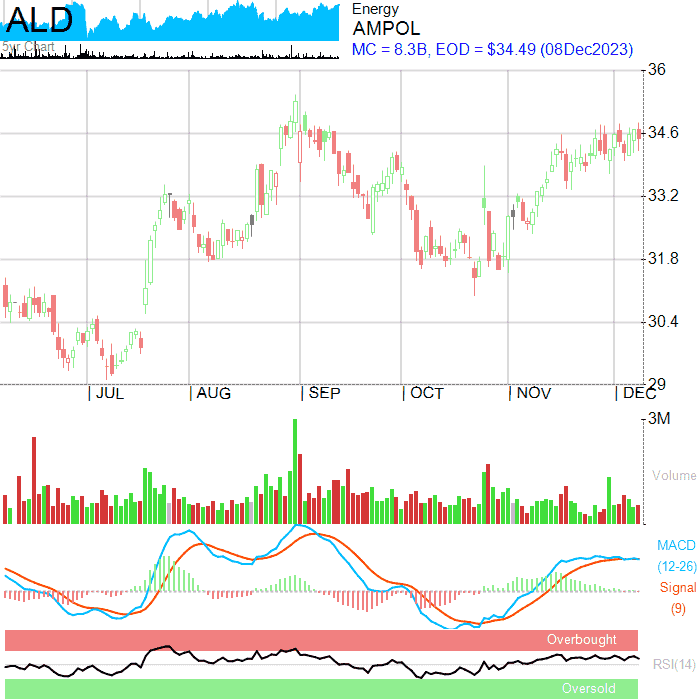 ALD
5yr Chart
Energy
AMPOL
MC = 8.3B, EOD = $34.49 (08Dec2023)
36
34.6
33.2
31.8
30.4
29
| JUL | AUG | SEP | OCT | NOV | DEC
3M
Volume
MACD
(12-26)
Signal
(9)
Overbought
RSI(14)
Oversold